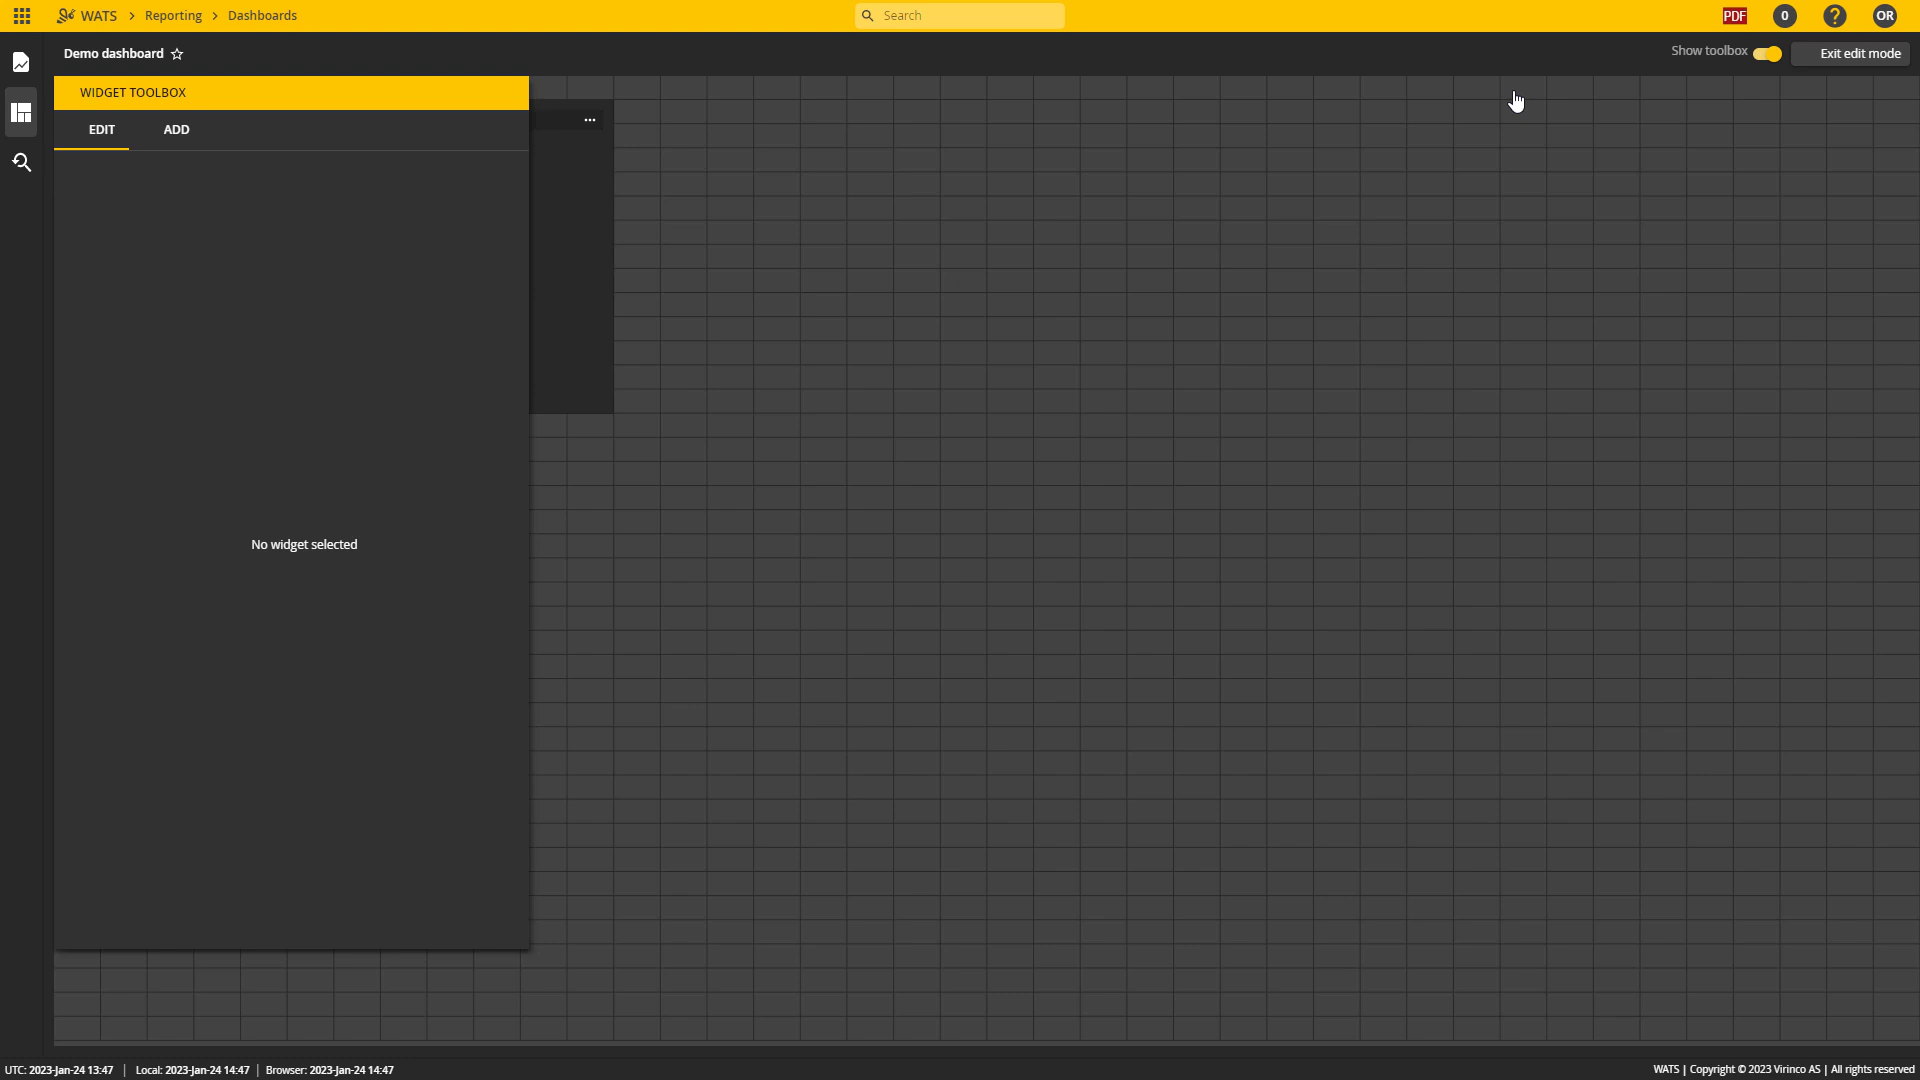 WATS > Reporting > Dashboards
Search
PDF
0
?
OR
Demo dashboard
Show toolbox
Exit edit mode
WIDGET TOOLBOX
EDIT ADD
...
No widget selected
UTC: 2023-Jan-24 13:47 | Local: 2023-Jan-24 14:47 | Browser: 2023-Jan-24 14:47
WATS | Copyright © 2023 Virinco AS | All rights reserved